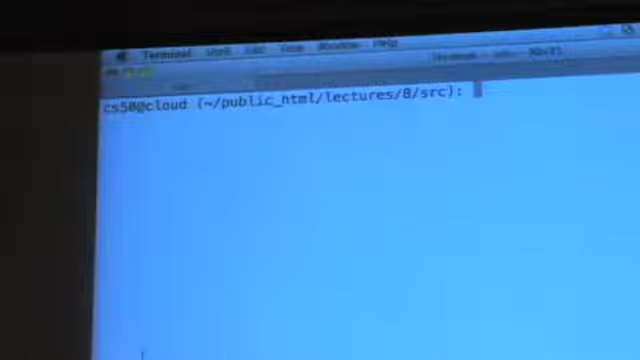 Terminal Shell Edit View Window Help
cs50@cloud (~/public_html/lectures/8/src):